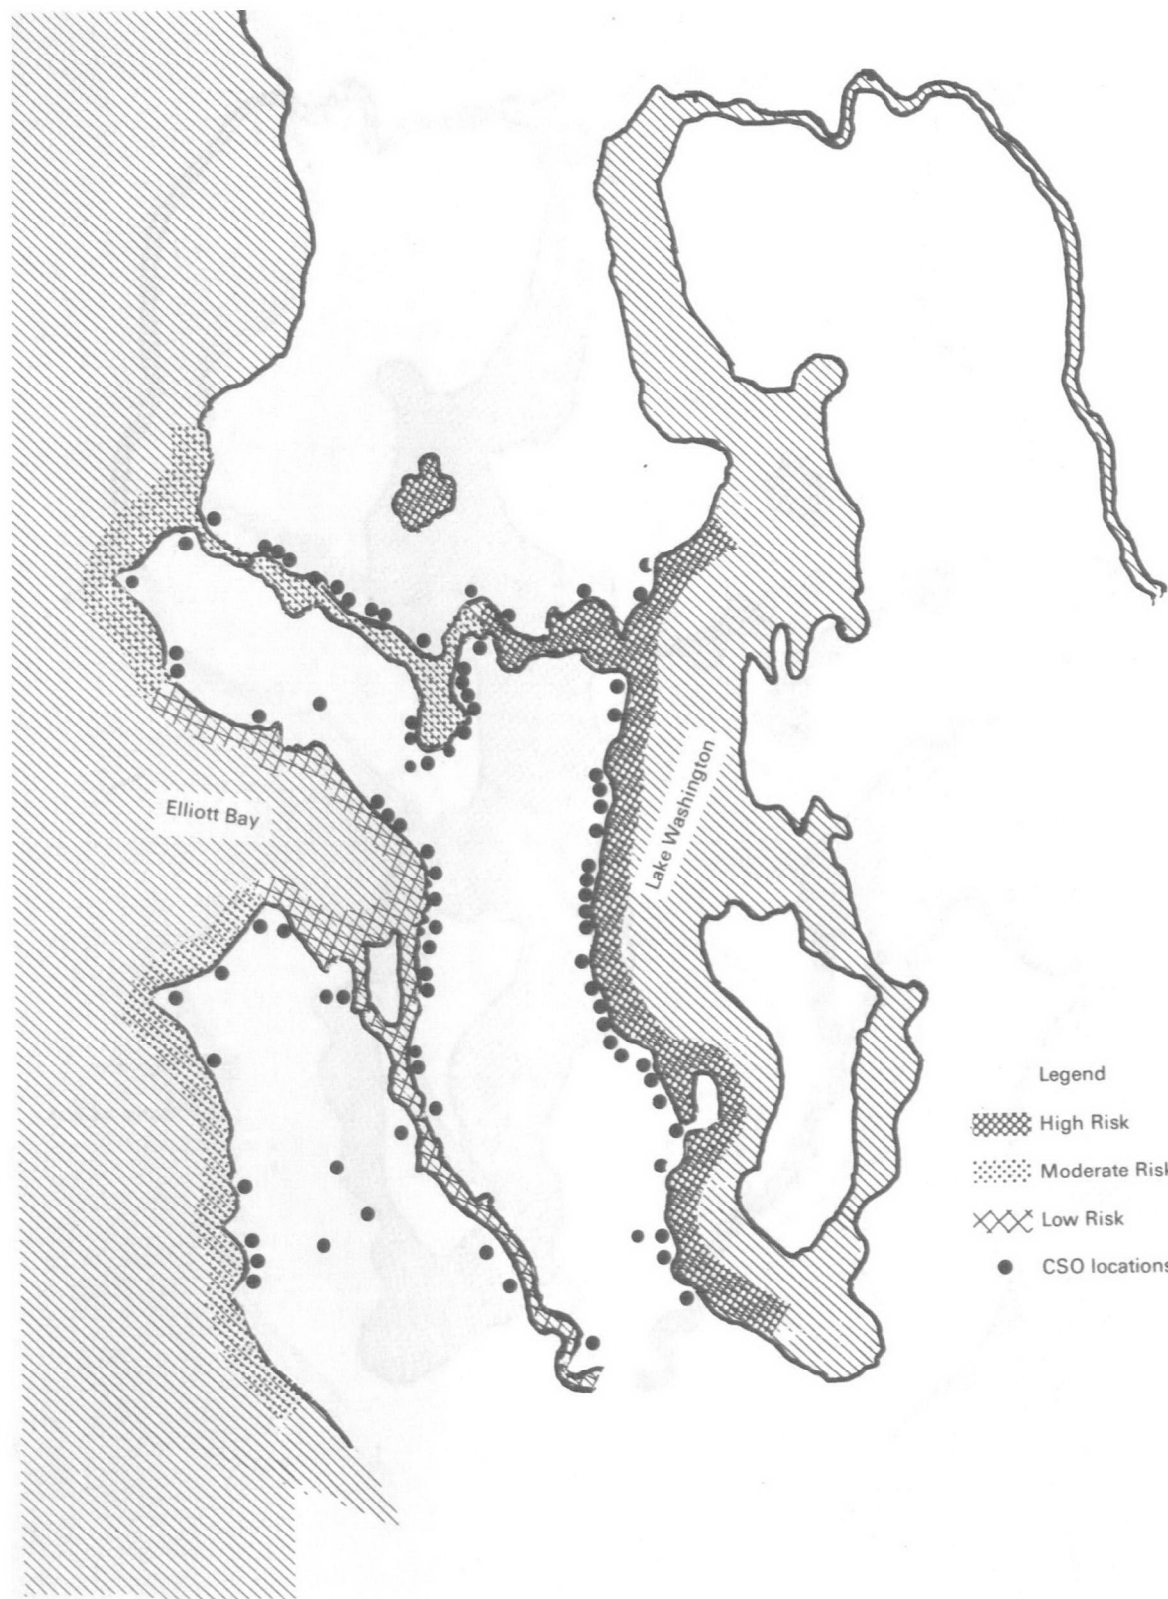 Elliott Bay
Lake Washington
Legend
High Risk
Moderate Risk
Low Risk
CSO locations